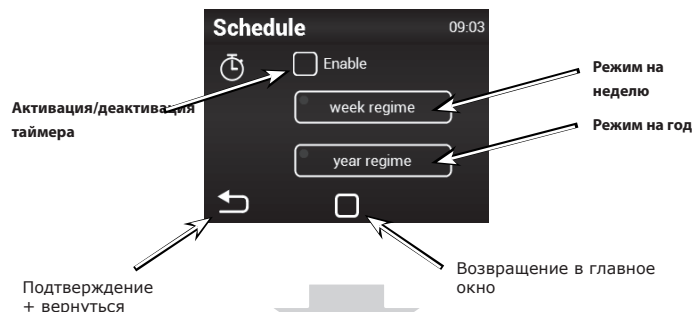 Schedule 09:03
Enable
week regime
year regime
Активация/деактивация
таймера
Режим на
неделю
Режим на год
Подтверждение
+ вернуться
Возвращение в главное
окно